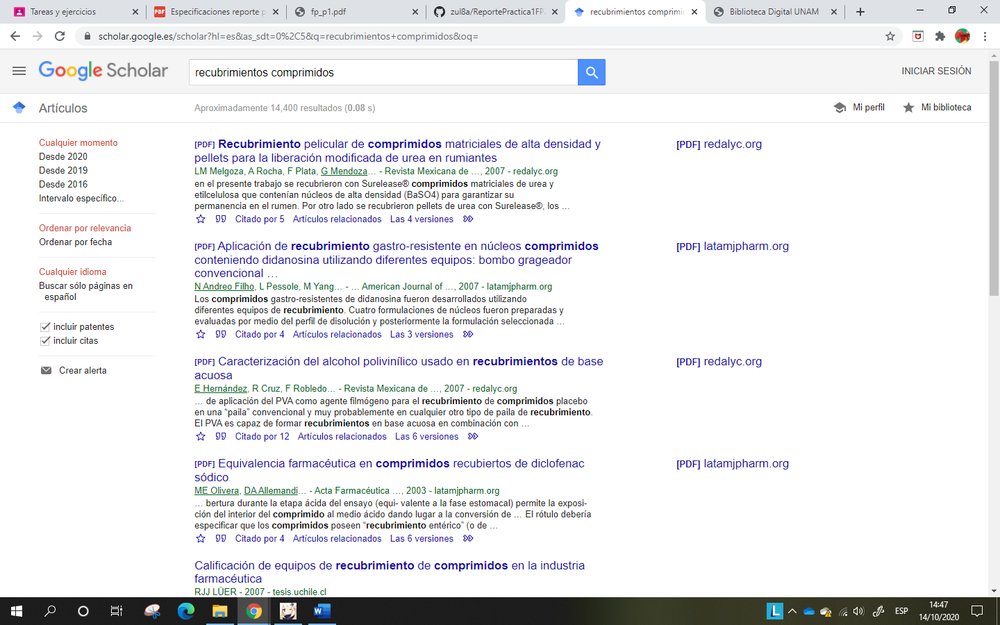 Tareas y ejercicios
Especificaciones reporte p
fp_p1.pdf
zul8a/ReportePractica1FP
recubrimientos comprimid
Biblioteca Digital UNAM
scholar.google.es/scholar?hl=es&as_sdt=0%2C5&q=recubrimientos+comprimidos&oq=
Google Scholar
recubrimientos comprimidos
INICIAR SESIÓN
Artículos
Aproximadamente 14,400 resultados (0.08 s)
Mi perfil
Mi biblioteca
Cualquier momento
Desde 2020
Desde 2019
Desde 2016
Intervalo específico...
Ordenar por relevancia
Ordenar por fecha
Cualquier idioma
Buscar sólo páginas en
español
incluir patentes
incluir citas
Crear alerta
[PDF] Recubrimiento pelicular de comprimidos matriciales de alta densidad y
pellets para la liberación modificada de urea en rumiantes
LM Melgoza, A Rocha, F Plata, G Mendoza… - Revista Mexicana de …, 2007 - redalyc.org
en el presente trabajo se recubrieron con Surelease® comprimidos matriciales de urea y
etilcelulosa que contenían núcleos de alta densidad (BaSO4) para garantizar su
permanencia en el rumen. Por otro lado se recubrieron pellets de urea con Surelease®, los …
Citado por 5 Artículos relacionados Las 4 versiones
[PDF] redalyc.org
[PDF] Aplicación de recubrimiento gastro-resistente en núcleos comprimidos
conteniendo didanosina utilizando diferentes equipos: bombo grageador
convencional …
N Andreo Filho, L Pessole, M Yang… - … American Journal of …, 2007 - latamjpharm.org
Los comprimidos gastro-resistentes de didanosina fueron desarrollados utilizando
diferentes equipos de recubrimiento. Cuatro formulaciones de núcleos fueron preparadas y
evaluadas por medio del perfil de disolución y posteriormente la formulación seleccionada …
Citado por 4 Artículos relacionados Las 3 versiones
[PDF] latamjpharm.org
[PDF] Caracterización del alcohol polivinílico usado en recubrimientos de base
acuosa
E Hernández, R Cruz, F Robledo… - Revista Mexicana de …, 2007 - redalyc.org
… de aplicación del PVA como agente filmógeno para el recubrimiento de comprimidos placebo
en una “paila” convencional y muy probablemente en cualquier otro tipo de paila de recubrimiento.
El PVA es capaz de formar recubrimientos en base acuosa en combinación con …
Citado por 12 Artículos relacionados Las 6 versiones
[PDF] redalyc.org
[PDF] Equivalencia farmacéutica en comprimidos recubiertos de diclofenac
sódico
ME Olivera, DA Allemandi… - Acta Farmacéutica …, 2003 - latamjpharm.org
… bertura durante la etapa ácida del ensayo (equi- valente a la fase estomacal) permite la exposi-
ción del interior del comprimido al medio ácido dando lugar a la conversión de … El rótulo debería
especificar que los comprimidos poseen “recubrimiento entérico” (o de …
Citado por 4 Artículos relacionados Las 6 versiones
[PDF] latamjpharm.org
Calificación de equipos de recubrimiento de comprimidos en la industria
farmacéutica
RJJ LÜER - 2007 - tesis.uchile.cl
L
ESP
14:47
14/10/2020